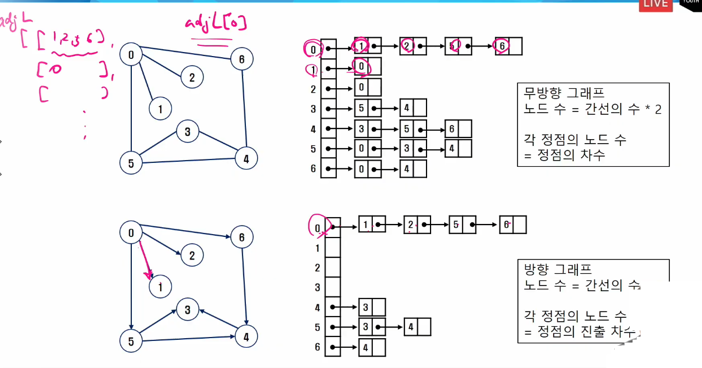 LIVE
YOUTH
adj L
adjL[0]
[ [ 1, 2, 3, 6 ],
[ 0 ],
[ ]
0
6
2
1
3
5
4
0 1 2 5 6
1 0
2 0
3 5 4
4 3 5 6
5 0 3 4
6 0 4
무방향 그래프
노드 수 = 간선의 수 * 2
각 정점의 노드 수
= 정점의 차수
0
6
2
1
3
5
4
0 1 2 5 6
1
2
3
4 3
5 3 4
6 4
방향 그래프
노드 수 = 간선의 수
각 정점의 노드 수
= 정점의 진출 차수